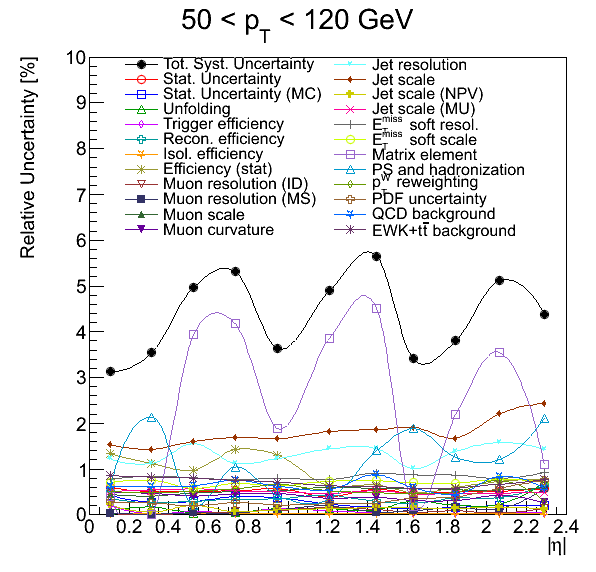 50 < p_T < 120 GeV
Relative Uncertainty [%]
10
9
8
7
6
5
4
3
2
1
0
Tot. Syst. Uncertainty
Stat. Uncertainty
Stat. Uncertainty (MC)
Unfolding
Trigger efficiency
Recon. efficiency
Isol. efficiency
Efficiency (stat)
Muon resolution (ID)
Muon resolution (MS)
Muon scale
Muon curvature
Jet resolution
Jet scale
Jet scale (NPV)
Jet scale (MU)
E_T^miss soft resol.
E_T^miss soft scale
Matrix element
PS and hadronization
p_T^W reweighting
PDF uncertainty
QCD background
EWK+tt̄ background
0 0.2 0.4 0.6 0.8 1 1.2 1.4 1.6 1.8 2 2.2 2.4
|η|